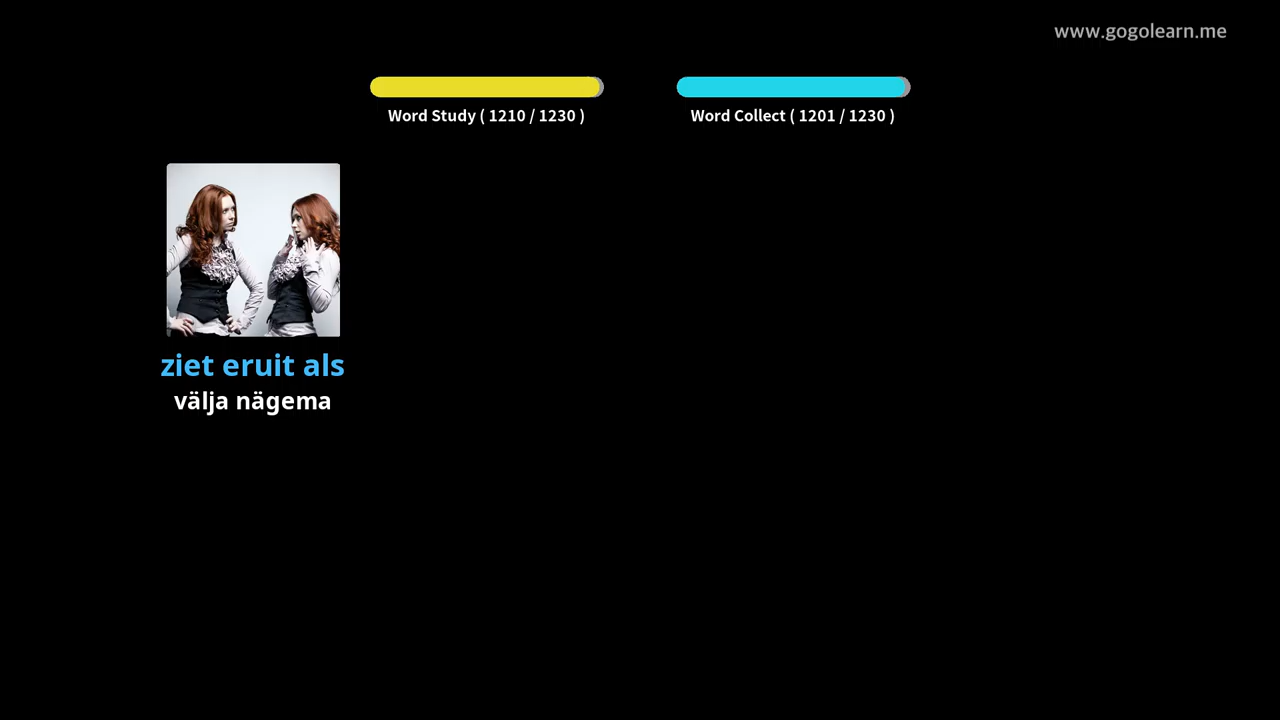 www.gogolearn.me
Word Study ( 1210 / 1230 )
Word Collect ( 1201 / 1230 )
ziet eruit als
välja nägema